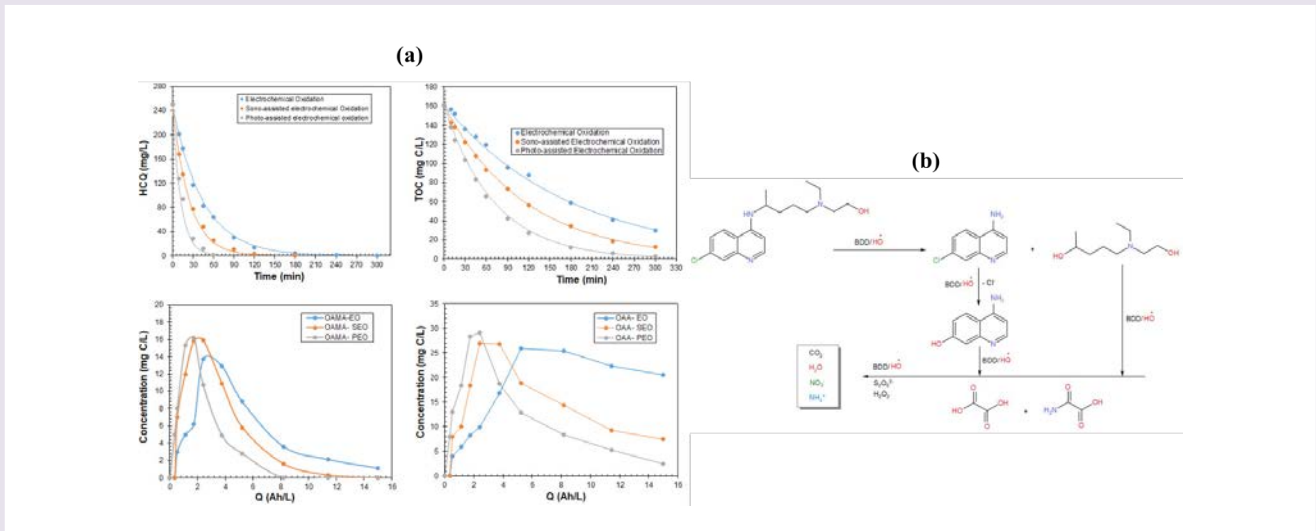 (a)
280
240
200
160
120
80
40
0
HCQ (mg/L)
Electrochemical Oxidation
Sono-assisted electrochemical Oxidation
Photo-assisted electrochemical oxidation
0 30 60 90 120 150 180 210 240 270 300
Time (min)
180
160
140
120
100
80
60
40
20
0
TOC (mg C/L)
Electrochemical Oxidation
Sono-assisted Electrochemical Oxidation
Photo-assisted Electrochemical Oxidation
0 30 60 90 120 150 180 210 240 270 300 330
Time (min)
20
18
16
14
12
10
8
6
4
2
0
Concentration (mg C/L)
OAMA-EO
OAMA- SEO
OAMA- PEO
0 2 4 6 8 10 12 14 16
Q (Ah/L)
35
30
25
20
15
10
5
0
Concentration (mg C/L)
OAA- EO
OAA- SEO
OAA- PEO
0 2 4 6 8 10 12 14 16
Q (Ah/L)
(b)
HN
N
OH
Cl
N
BDD/HO•
NH₂
Cl
N
+
HO
N
OH
BDD/HO•
- Cl⁻
NH₂
HO
N
BDD/HO•
BDD/HO•
BDD/HO•
S₂O₈²⁻
H₂O₂
CO₂
H₂O
NO₃⁻
NH₄⁺
O
HO
OH
O
+
O
H₂N
OH
O